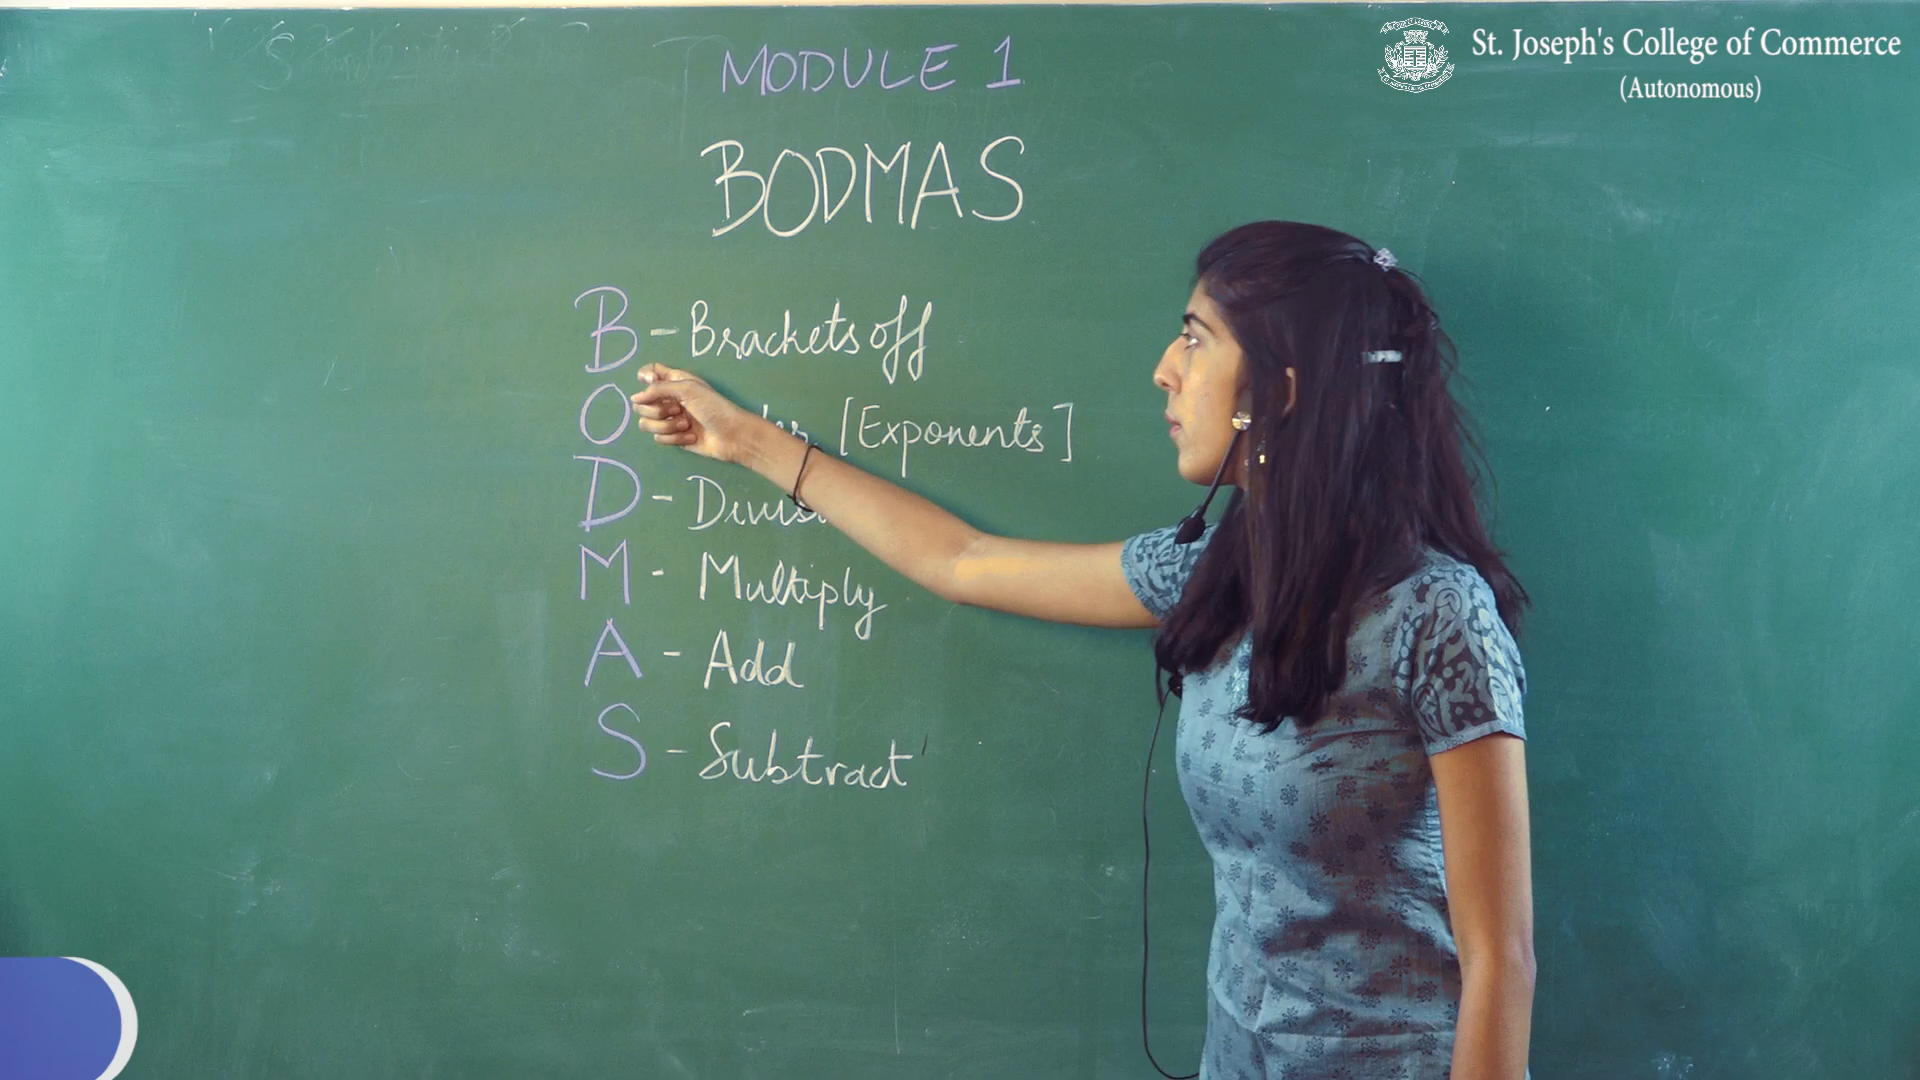 St. Joseph's College of Commerce
(Autonomous)
MODULE 1
BODMAS
B - Brackets off
O [Exponents]
D -
M - Multiply
A - Add
S - Subtract